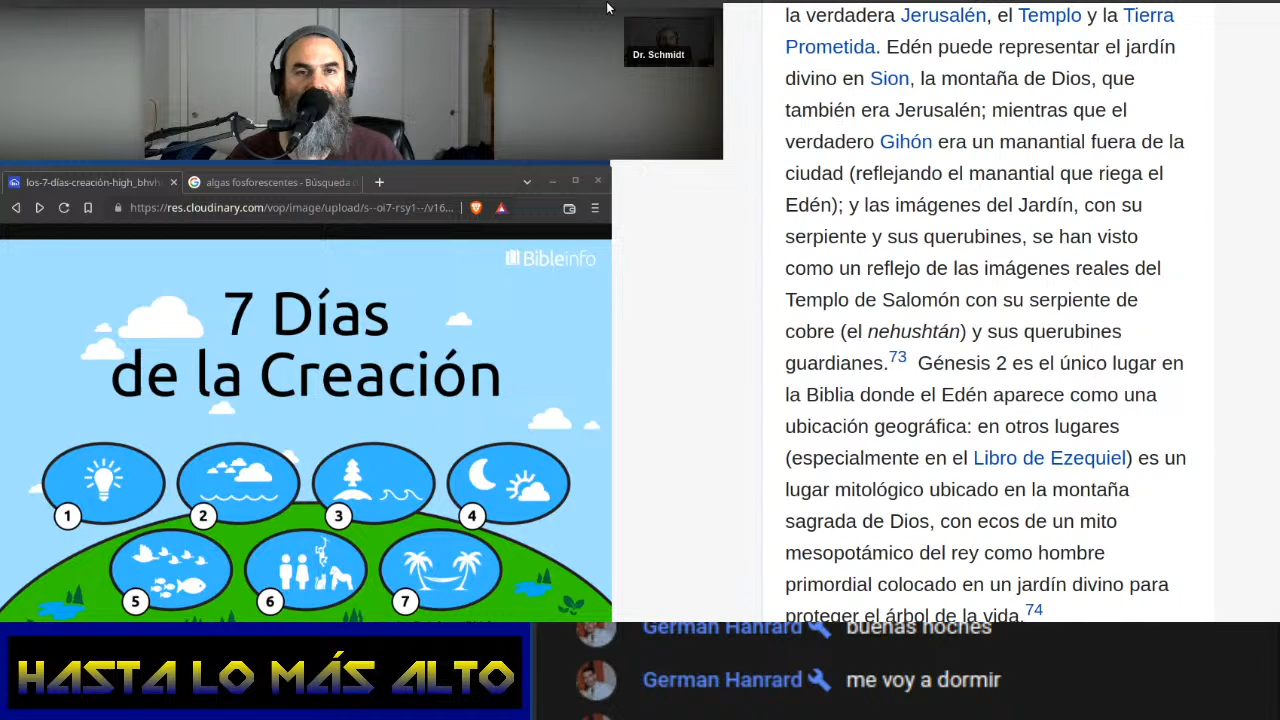 Dr. Schmidt
los-7-días-creación-high_bhvh
algas fosforescentes - Búsqueda
https://res.cloudinary.com/vop/image/upload/s--oi7-rsy1--/v16...
Bibleinfo
7 Días
de la Creación
1
2
3
4
5
6
7
la verdadera Jerusalén, el Templo y la Tierra
Prometida. Edén puede representar el jardín
divino en Sion, la montaña de Dios, que
también era Jerusalén; mientras que el
verdadero Gihón era un manantial fuera de la
ciudad (reflejando el manantial que riega el
Edén); y las imágenes del Jardín, con su
serpiente y sus querubines, se han visto
como un reflejo de las imágenes reales del
Templo de Salomón con su serpiente de
cobre (el nehushtán) y sus querubines
guardianes.73 Génesis 2 es el único lugar en
la Biblia donde el Edén aparece como una
ubicación geográfica: en otros lugares
(especialmente en el Libro de Ezequiel) es un
lugar mitológico ubicado en la montaña
sagrada de Dios, con ecos de un mito
mesopotámico del rey como hombre
primordial colocado en un jardín divino para
proteger el árbol de la vida.74
HASTA LO MÁS ALTO
German Hanrard buenas noches
German Hanrard me voy a dormir